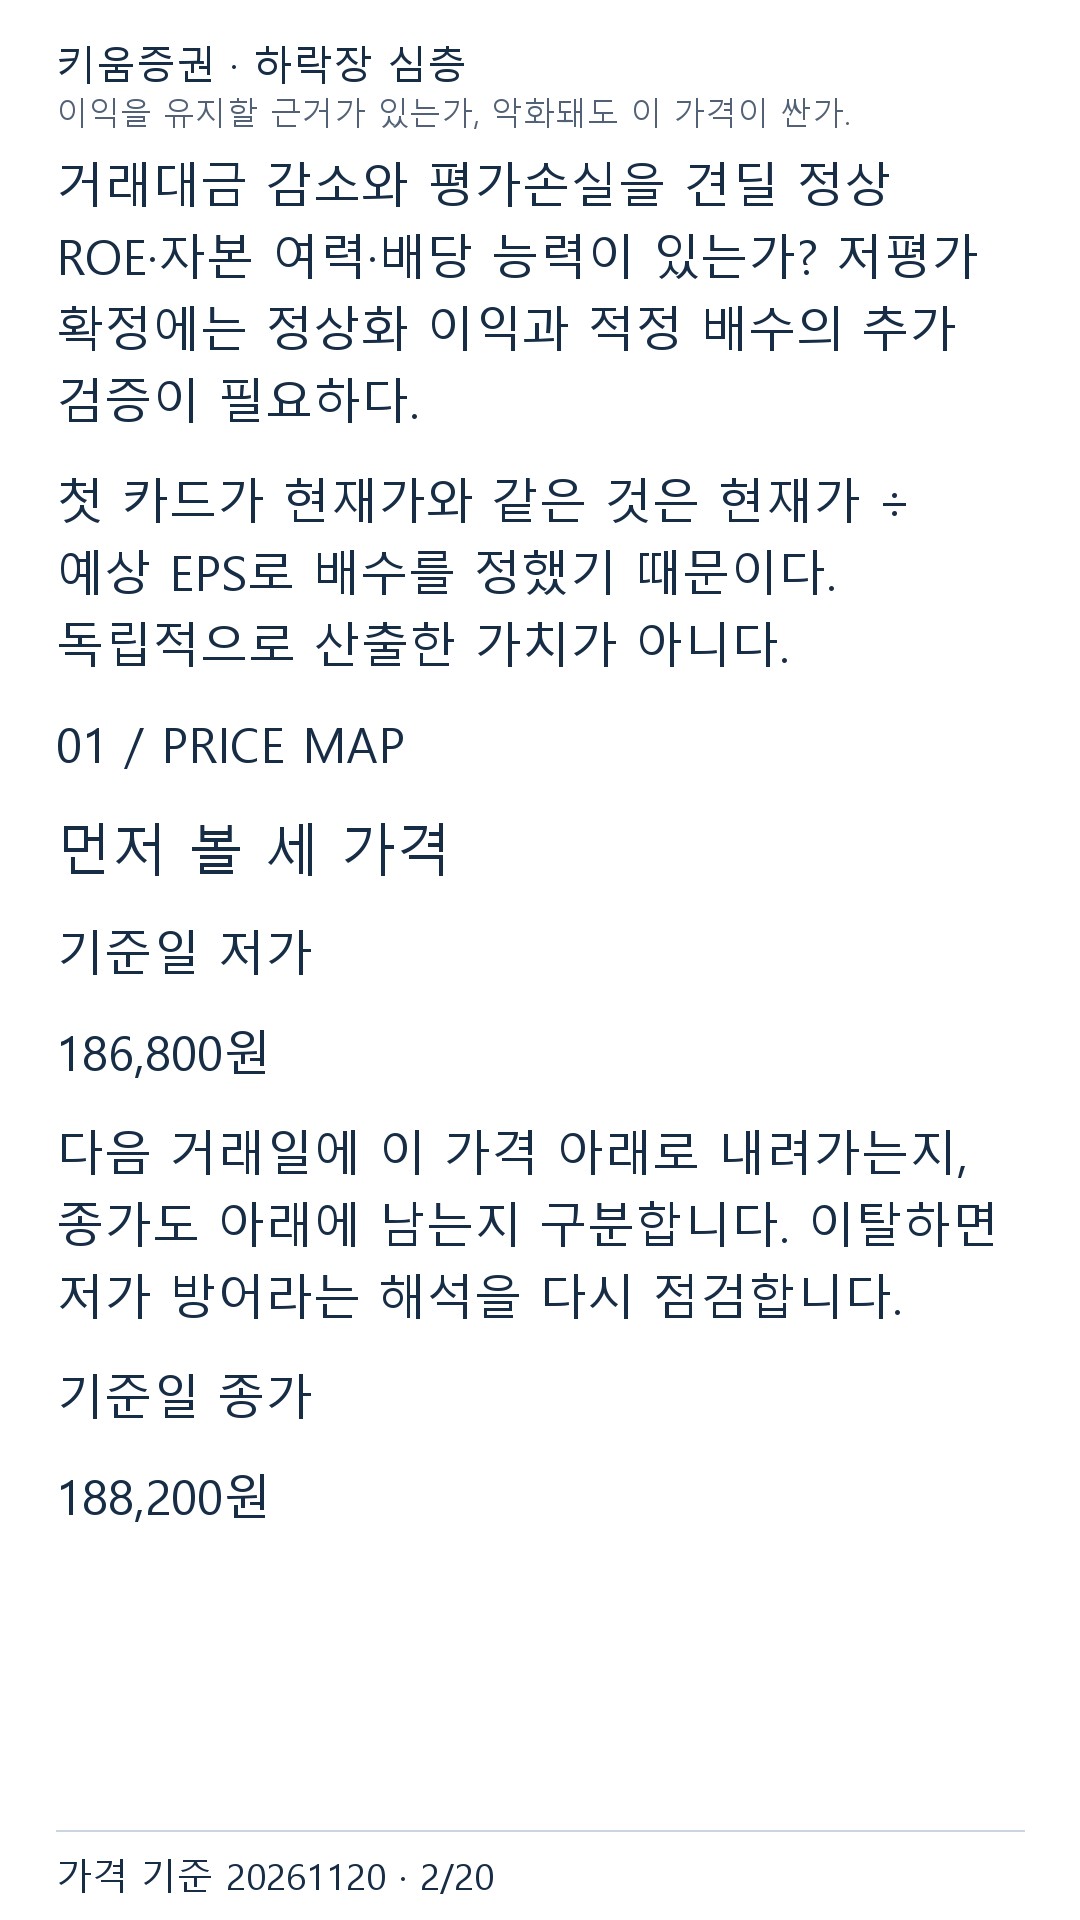 키움증권 · 하락장 심층
이익을 유지할 근거가 있는가, 악화돼도 이 가격이 싼가.
거래대금 감소와 평가손실을 견딜 정상
ROE·자본 여력·배당 능력이 있는가? 저평가
확정에는 정상화 이익과 적정 배수의 추가
검증이 필요하다.
첫 카드가 현재가와 같은 것은 현재가 ÷
예상 EPS로 배수를 정했기 때문이다.
독립적으로 산출한 가치가 아니다.
01 / PRICE MAP
먼저 볼 세 가격
기준일 저가
186,800원
다음 거래일에 이 가격 아래로 내려가는지,
종가도 아래에 남는지 구분합니다. 이탈하면
저가 방어라는 해석을 다시 점검합니다.
기준일 종가
188,200원
가격 기준 20261120 · 2/20